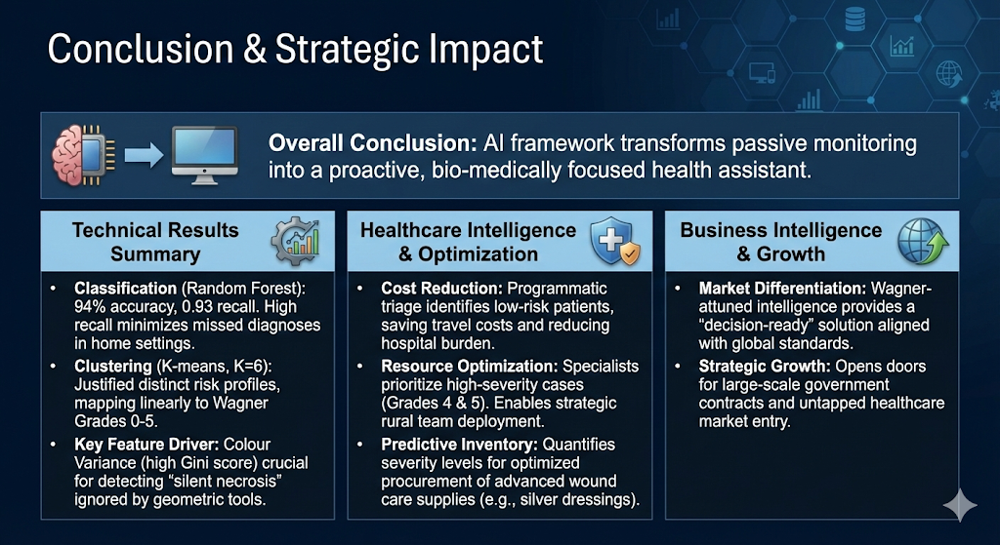 Conclusion & Strategic Impact
Overall Conclusion: AI framework transforms passive monitoring
into a proactive, bio-medically focused health assistant.
Technical Results
Summary
• Classification (Random Forest):
94% accuracy, 0.93 recall. High
recall minimizes missed diagnoses
in home settings.
• Clustering (K-means, K=6):
Justified distinct risk profiles,
mapping linearly to Wagner
Grades 0-5.
• Key Feature Driver: Colour
Variance (high Gini score) crucial
for detecting “silent necrosis”
ignored by geometric tools.
Healthcare Intelligence
& Optimization
• Cost Reduction: Programmatic
triage identifies low-risk patients,
saving travel costs and reducing
hospital burden.
• Resource Optimization: Specialists
prioritize high-severity cases
(Grades 4 & 5). Enables strategic
rural team deployment.
• Predictive Inventory: Quantifies
severity levels for optimized
procurement of advanced wound
care supplies (e.g., silver dressings).
Business Intelligence
& Growth
• Market Differentiation: Wagner-
attuned intelligence provides a
“decision-ready” solution aligned
with global standards.
• Strategic Growth: Opens doors
for large-scale government
contracts and untapped healthcare
market entry.